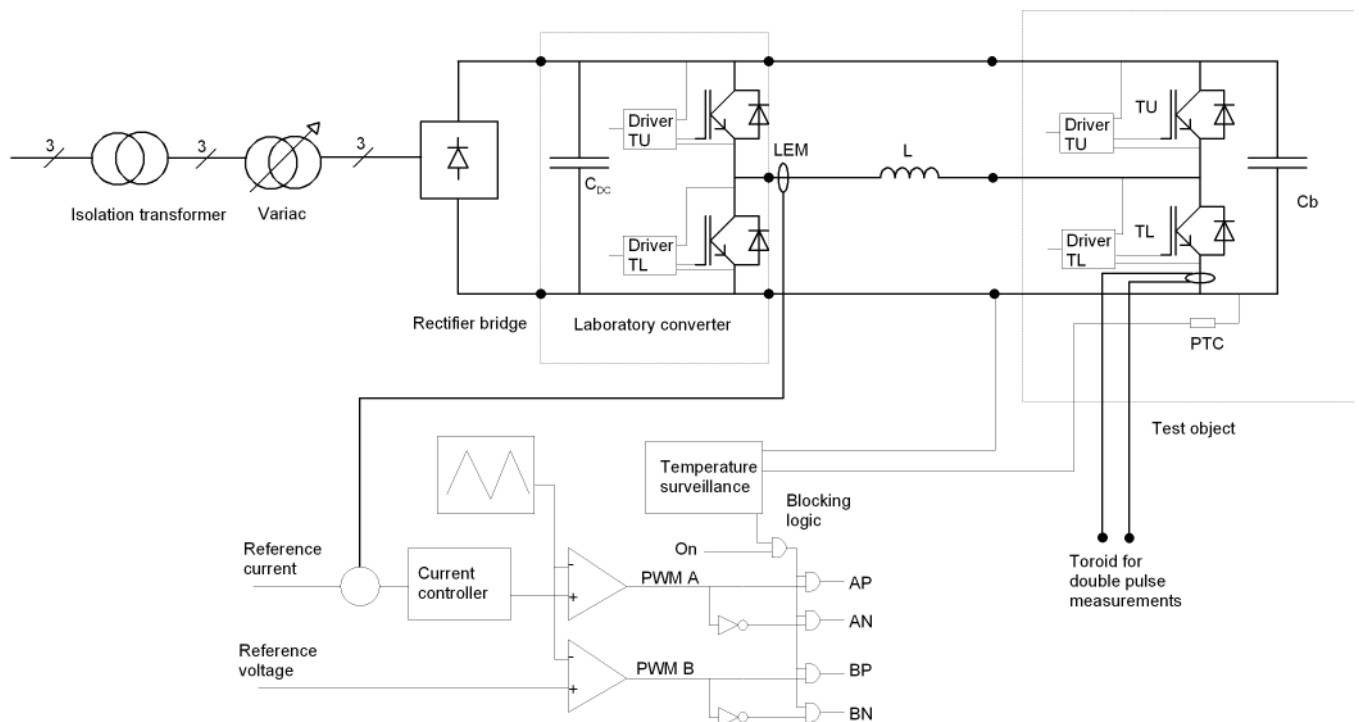 3
3
3
Isolation transformer
Variac
Rectifier bridge
C_DC
Driver
TU
Driver
TL
Laboratory converter
LEM
L
Driver
TU
TU
Driver
TL
TL
Cb
PTC
Test object
Temperature
surveillance
Blocking
logic
On
Reference
current
Current
controller
-
+
PWM A
AP
AN
Toroid for
double pulse
measurements
Reference
voltage
-
+
PWM B
BP
BN